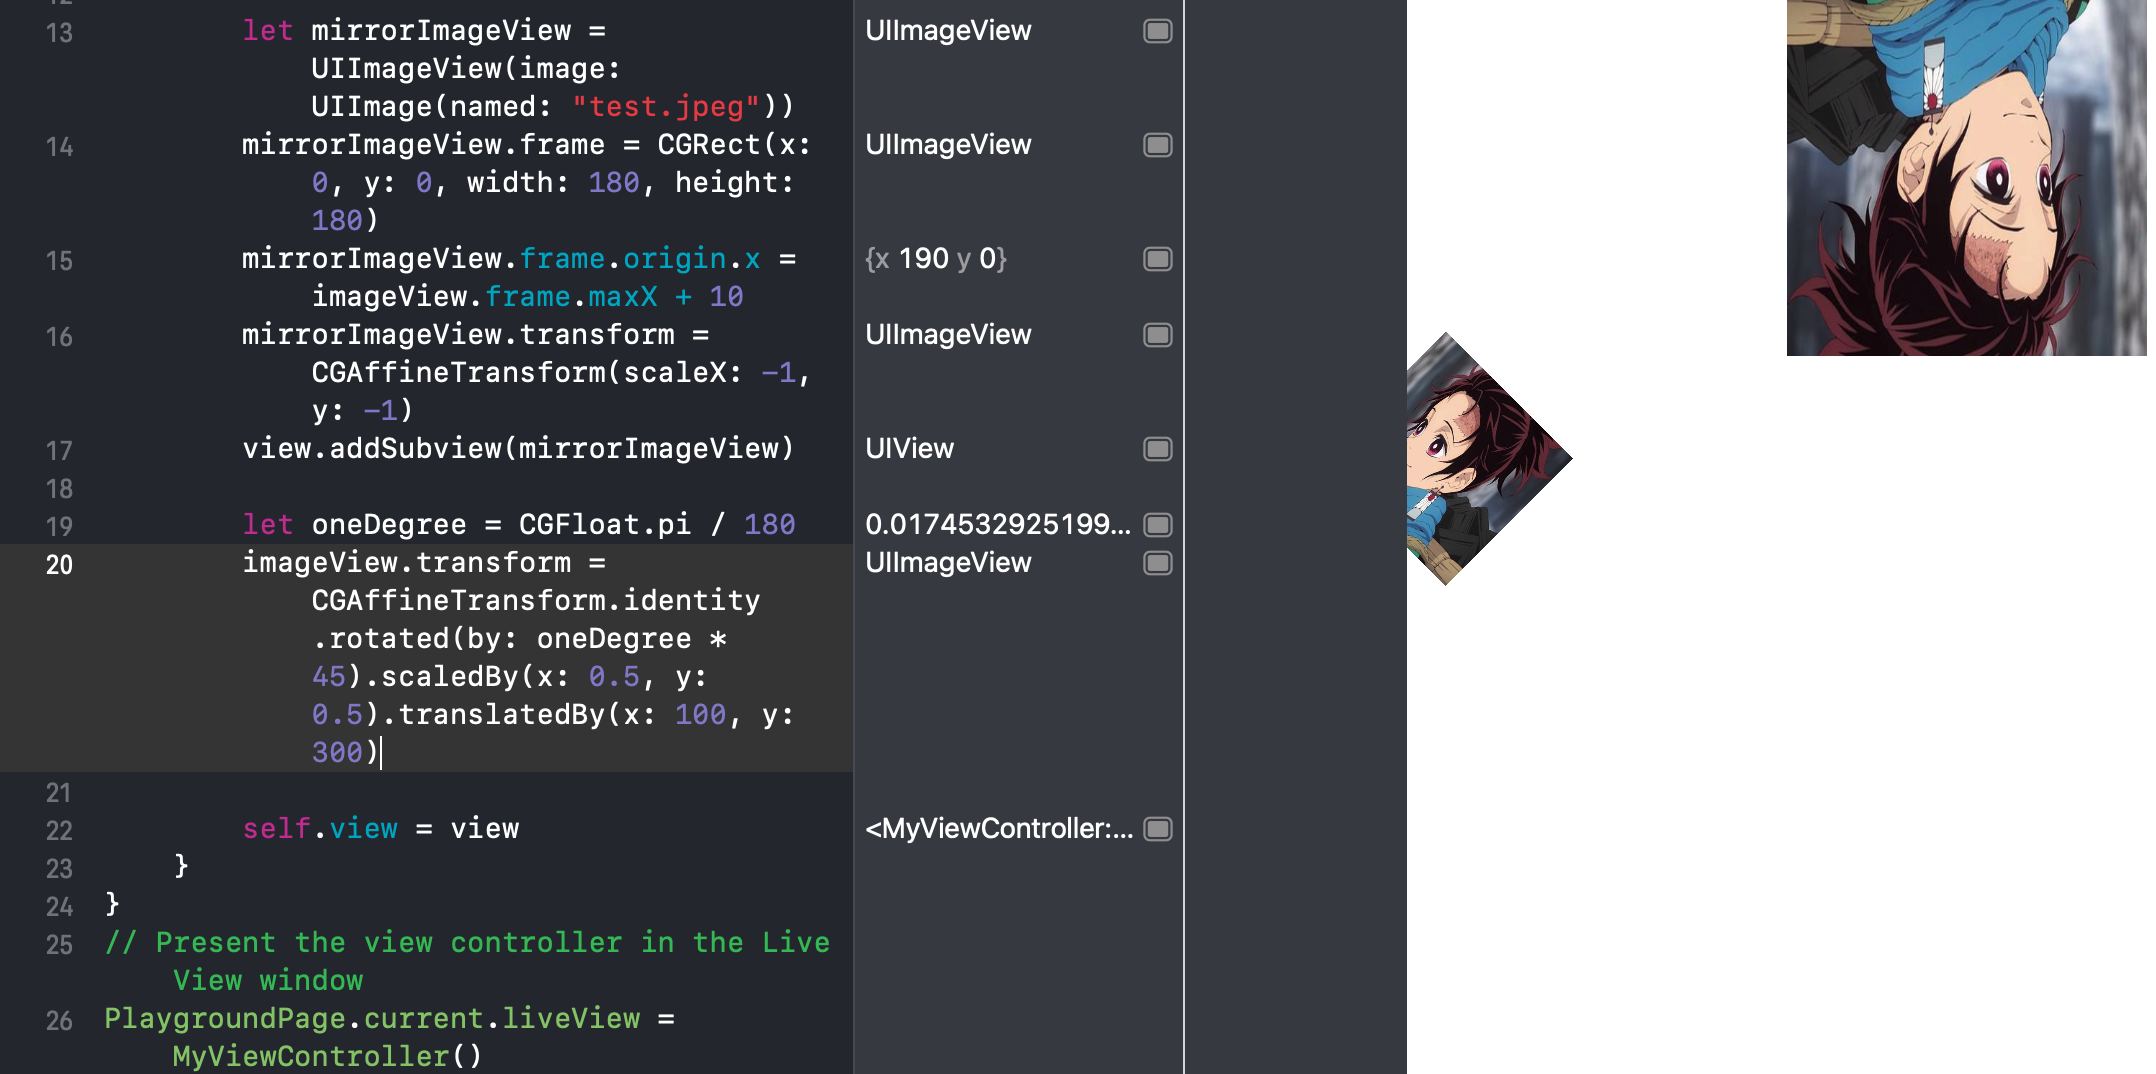 13 let mirrorImageView = UIImageView
UIImageView(image:
UIImage(named: "test.jpeg"))
14 mirrorImageView.frame = CGRect(x: UIImageView
0, y: 0, width: 180, height:
180)
15 mirrorImageView.frame.origin.x = {x 190 y 0}
imageView.frame.maxX + 10
16 mirrorImageView.transform = UIImageView
CGAffineTransform(scaleX: -1,
y: -1)
17 view.addSubview(mirrorImageView) UIView
18
19 let oneDegree = CGFloat.pi / 180 0.0174532925199...
20 imageView.transform = UIImageView
CGAffineTransform.identity
.rotated(by: oneDegree *
45).scaledBy(x: 0.5, y:
0.5).translatedBy(x: 100, y:
300)
21
22 self.view = view <MyViewController:...
23 }
24 }
25 // Present the view controller in the Live
View window
26 PlaygroundPage.current.liveView =
MyViewController()